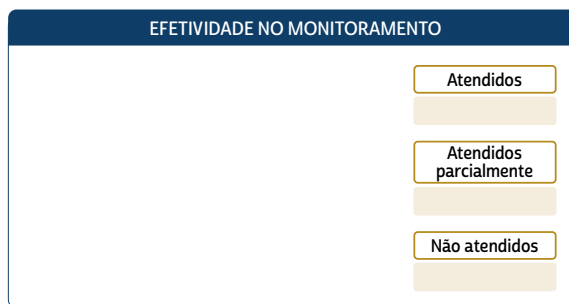 EFETIVIDADE NO MONITORAMENTO
Atendidos
Atendidos
parcialmente
Não atendidos